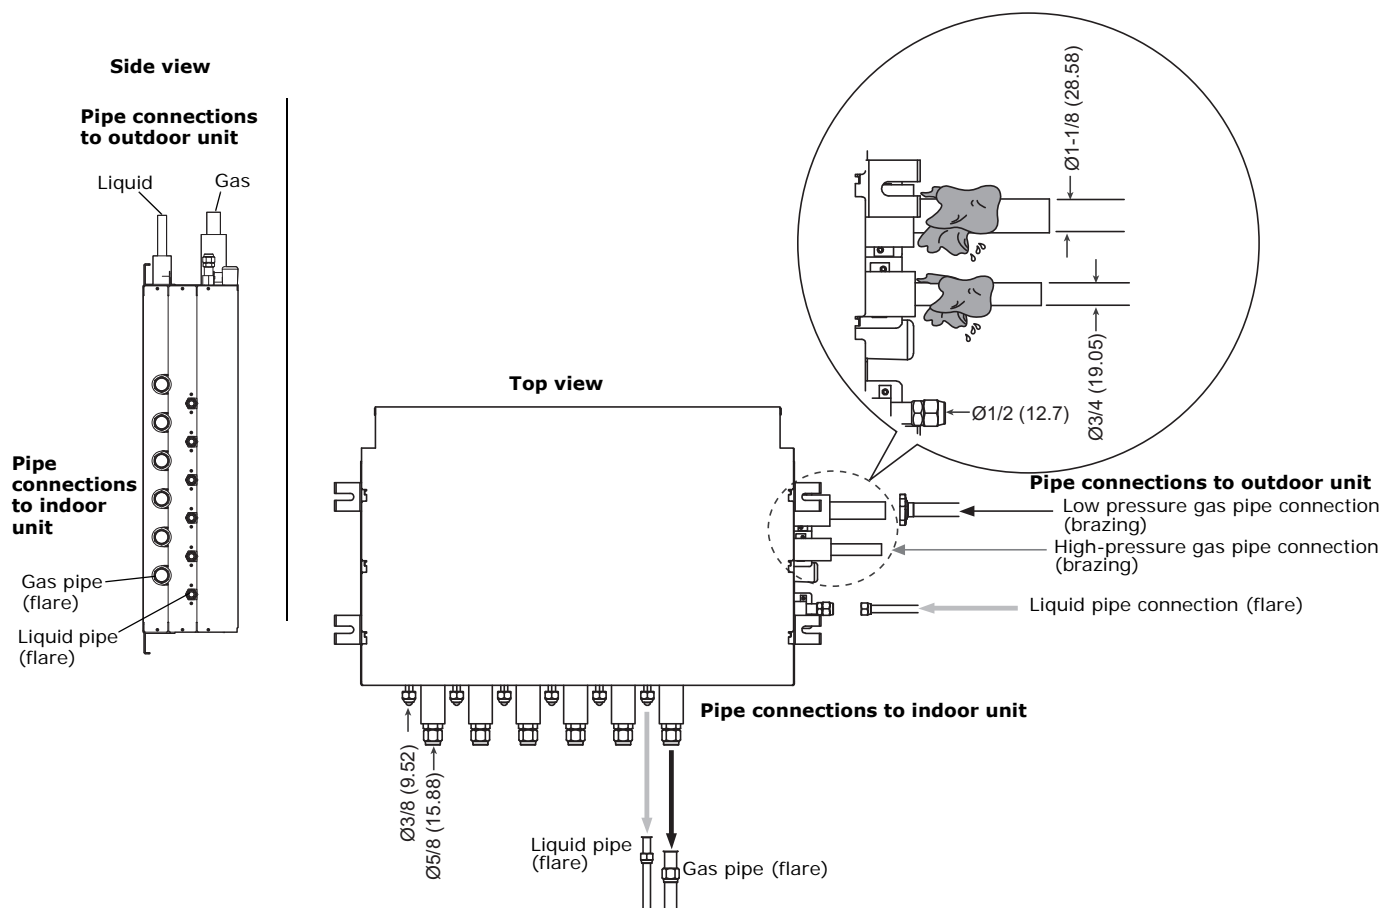 Side view
Pipe connections
to outdoor unit
Liquid
Gas
Pipe
connections
to indoor
unit
Gas pipe
(flare)
Liquid pipe
(flare)
Top view
Ø1-1/8 (28.58)
Ø3/4 (19.05)
Ø1/2 (12.7)
Pipe connections to outdoor unit
Low pressure gas pipe connection
(brazing)
High-pressure gas pipe connection
(brazing)
Liquid pipe connection (flare)
Pipe connections to indoor unit
Ø3/8 (9.52)
Ø5/8 (15.88)
Liquid pipe
(flare)
Gas pipe (flare)